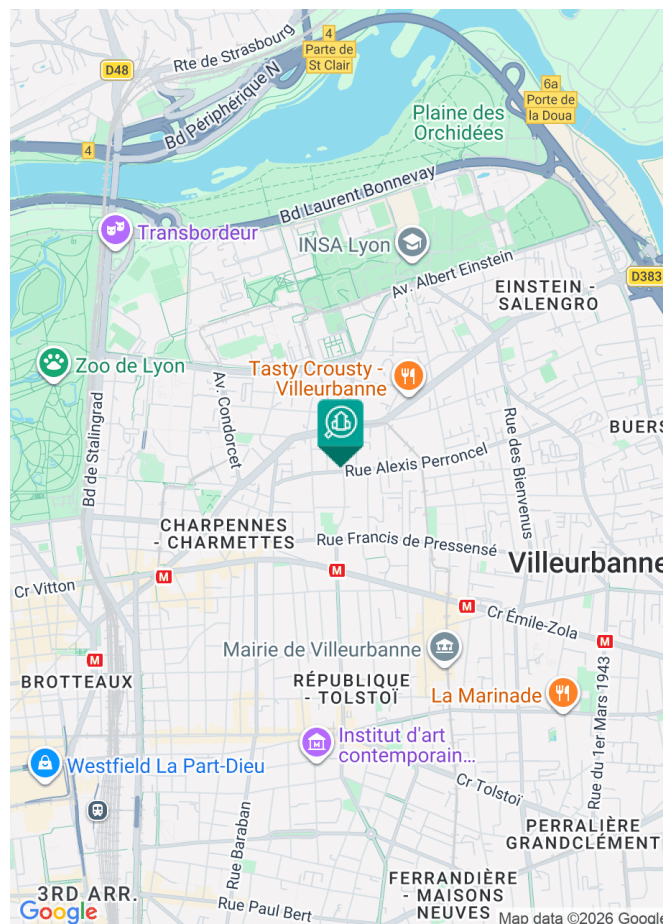 4
Parte de
St Clair
Rte de Strasbourg
D48
Bd Périphérique N
6a
Porte de
la Doua
Plaine des
Orchidées
4
Bd Laurent Bonnevay
Transbordeur
INSA Lyon
Av. Albert Einstein
D383
EINSTEIN -
SALENGRO
Zoo de Lyon
Tasty Crousty -
Villeurbanne
Av. Condorcet
Bd de Stalingrad
Rue des Bienvenus
BUERS
Rue Alexis Perroncel
CHARPENNES
- CHARMETTES
Rue Francis de Pressensé
Villeurbanne
Cr Vitton
M
M
M
Cr Émile-Zola
M
Mairie de Villeurbanne
M
BROTTEAUX
RÉPUBLIQUE
- TOLSTOÏ
La Marinade
Rue du 1er Mars 1943
Institut d'art
contemporain...
Westfield La Part-Dieu
Cr Tolstoï
Rue Baraban
PERRALIÈRE
GRANDCLÉMENT
FERRANDIÈRE
- MAISONS
NEUVES
3RD ARR.
Rue Paul Bert
Google
Map data ©2026 Google